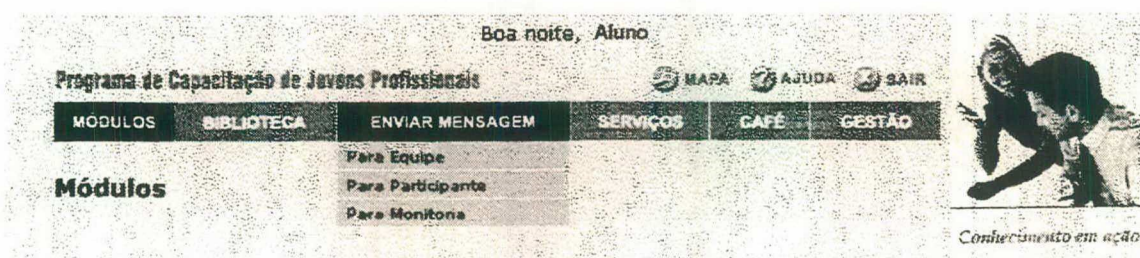 Boa noite, Aluno
Programa de Capacitação de Jovens Profissionais
MAPA AJUDA SAIR
MÓDULOS BIBLIOTECA ENVIAR MENSAGEM SERVIÇOS CAFÉ GESTÃO
Para Equipe
Para Participante
Para Monitoria
Módulos
Conhecimento em ação